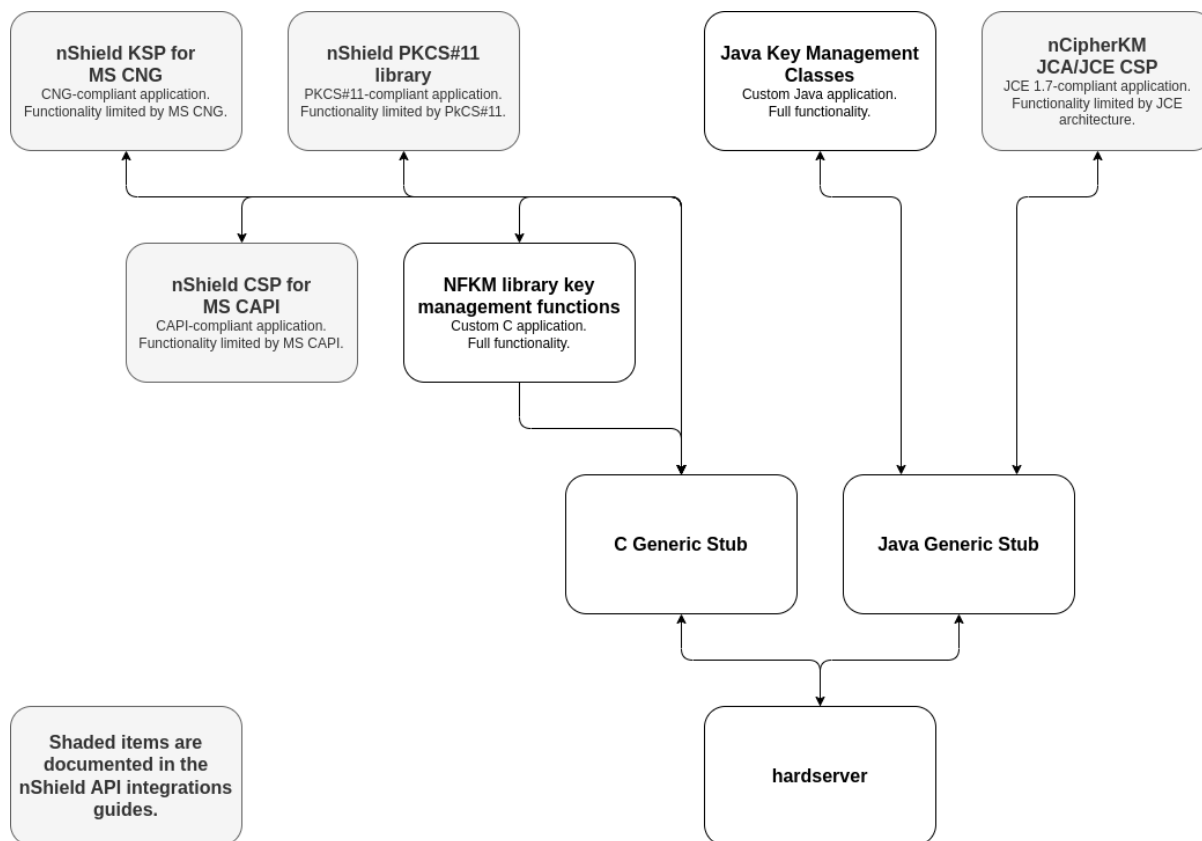 nShield KSP for
MS CNG
CNG-compliant application.
Functionality limited by MS CNG.
nShield PKCS#11
library
PKCS#11-compliant application.
Functionality limited by PkCS#11.
Java Key Management
Classes
Custom Java application.
Full functionality.
nCipherKM
JCA/JCE CSP
JCE 1.7-compliant application.
Functionality limited by JCE
architecture.
nShield CSP for
MS CAPI
CAPI-compliant application.
Functionality limited by MS CAPI.
NFKM library key
management functions
Custom C application.
Full functionality.
C Generic Stub
Java Generic Stub
Shaded items are
documented in the
nShield API integrations
guides.
hardserver